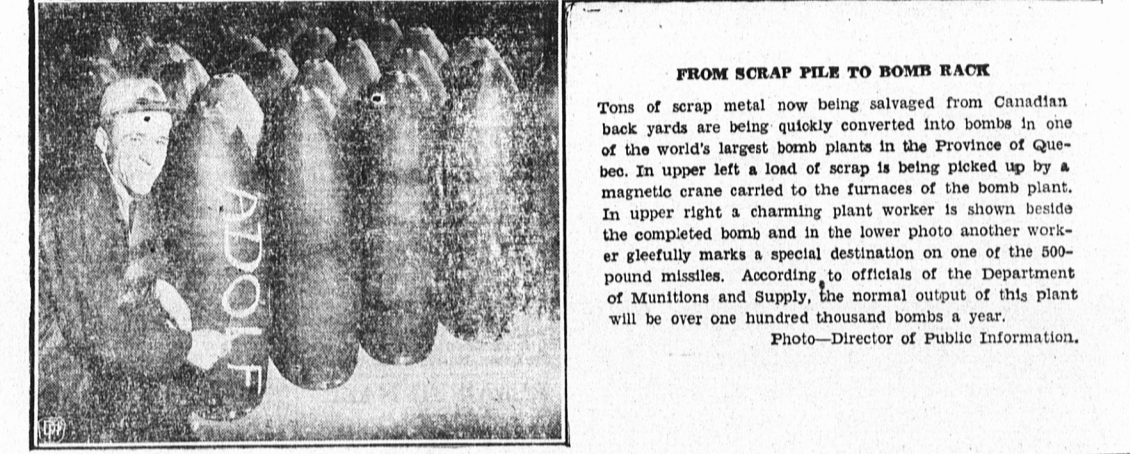 ADOLF
FROM SCRAP PILE TO BOMB RACK
Tons of scrap metal now being salvaged from Canadian
back yards are being quickly converted into bombs in one
of the world's largest bomb plants in the Province of Que-
bec. In upper left a load of scrap is being picked up by a
magnetic crane carried to the furnaces of the bomb plant.
In upper right a charming plant worker is shown beside
the completed bomb and in the lower photo another work-
er gleefully marks a special destination on one of the 500-
pound missiles. According to officials of the Department
of Munitions and Supply, the normal output of this plant
will be over one hundred thousand bombs a year.
Photo—Director of Public Information.